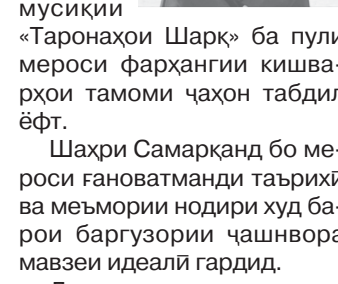 мусиқии
«Таронаҳои Шарқ» ба пули
мероси фарҳангии кишва-
рҳои тамоми ҷаҳон табдил
ёфт.
Шаҳри Самарқанд бо ме-
роси ғановатманди таърихӣ
ва меъмории нодири худ ба-
рои баргузории ҷашнвора
мавзеи идеалӣ гардид.